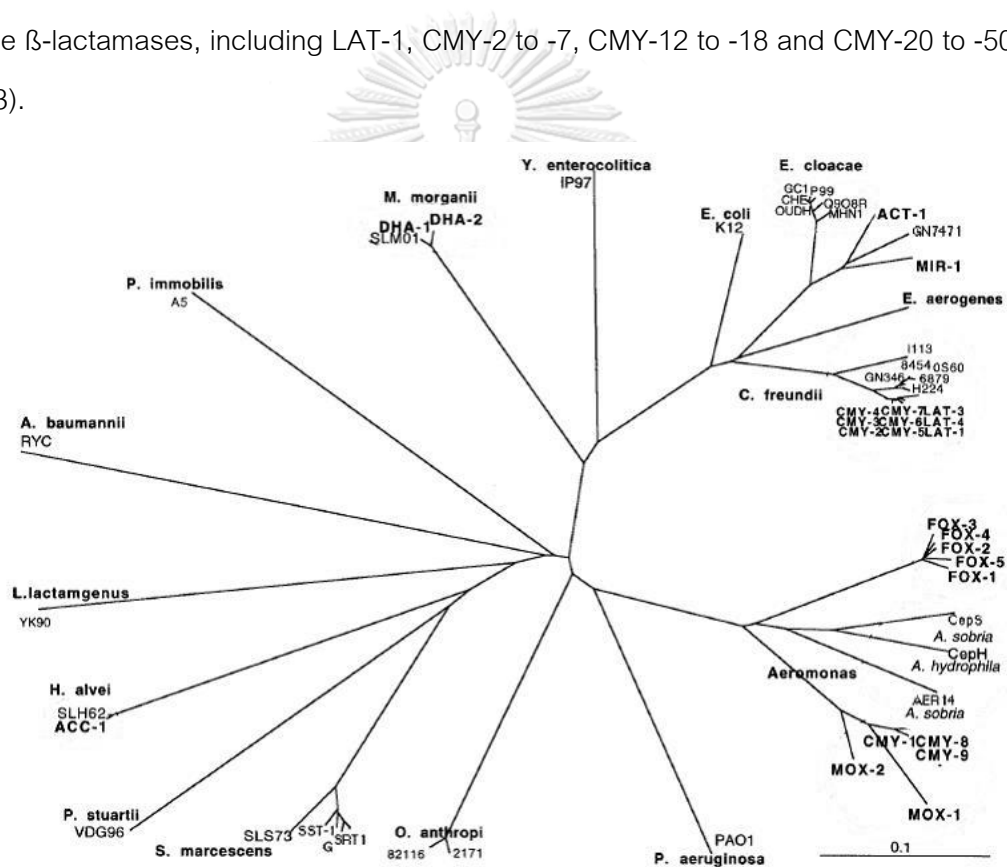 e ß-lactamases, including LAT-1, CMY-2 to -7, CMY-12 to -18 and CMY-20 to -50
3).
Y. enterocolitica
IP97
E. cloacae
GC1 P99
CHE Q908R
OUDH MHN1
M. morganii
DHA-1 DHA-2
SLM01
E. coli
K12
ACT-1
GN7471
MIR-1
P. immobilis
A5
E. aerogenes
I113
8454 0S60
GN346 6879
H224
C. freundii
CMY-4 CMY-7 LAT-3
CMY-3 CMY-6 LAT-4
CMY-2 CMY-5 LAT-1
A. baumannii
RYC
FOX-3
FOX-4
FOX-2
FOX-5
FOX-1
L.lactamgenus
YK90
CepS
A. sobria
CepH
A. hydrophila
Aeromonas
AER14
A. sobria
H. alvei
SLH62
ACC-1
CMY-1 CMY-8
CMY-9
MOX-2
MOX-1
P. stuartii
VDG96
SLS73 SST-1 SRT1
G
S. marcescens
O. anthropi
82116 2171
PAO1
P. aeruginosa
0.1